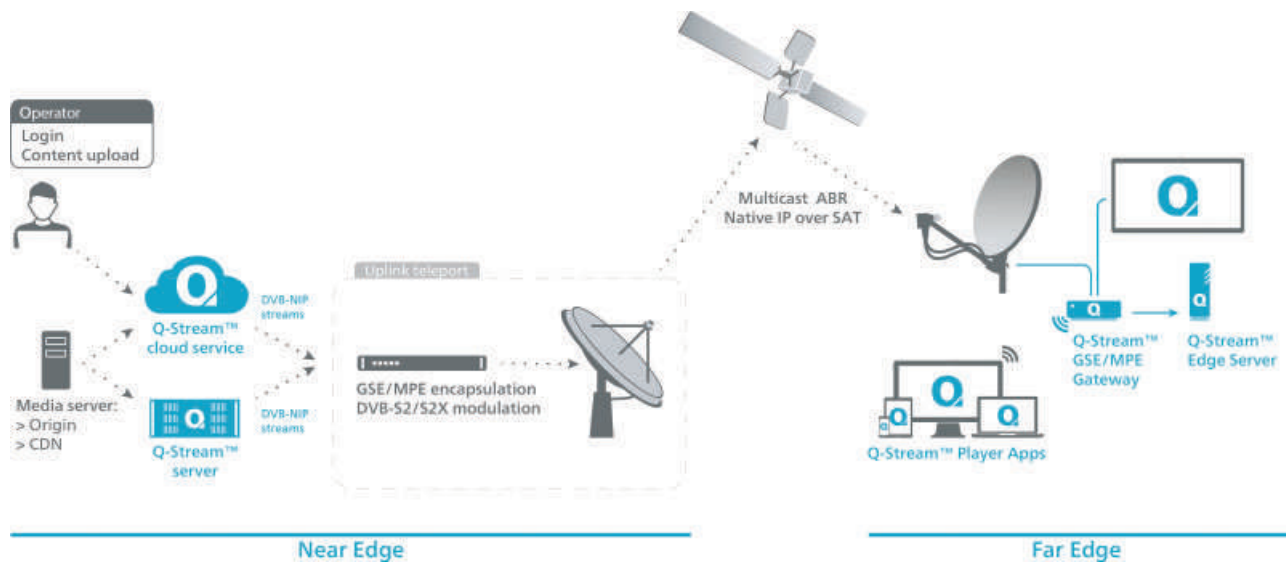 Operator
Login
Content upload
Q-Stream™
cloud service
DVB-NIP
streams
Media server:
> Origin
> CDN
Q-Stream™
server
DVB-NIP
streams
Uplink teleport
GSE/MPE encapsulation
DVB-S2/S2X modulation
Multicast ABR
Native IP over SAT
Q
Q-Stream™
GSE/MPE
Gateway
Q-Stream™
Edge Server
Q-Stream™ Player Apps
Near Edge
Far Edge